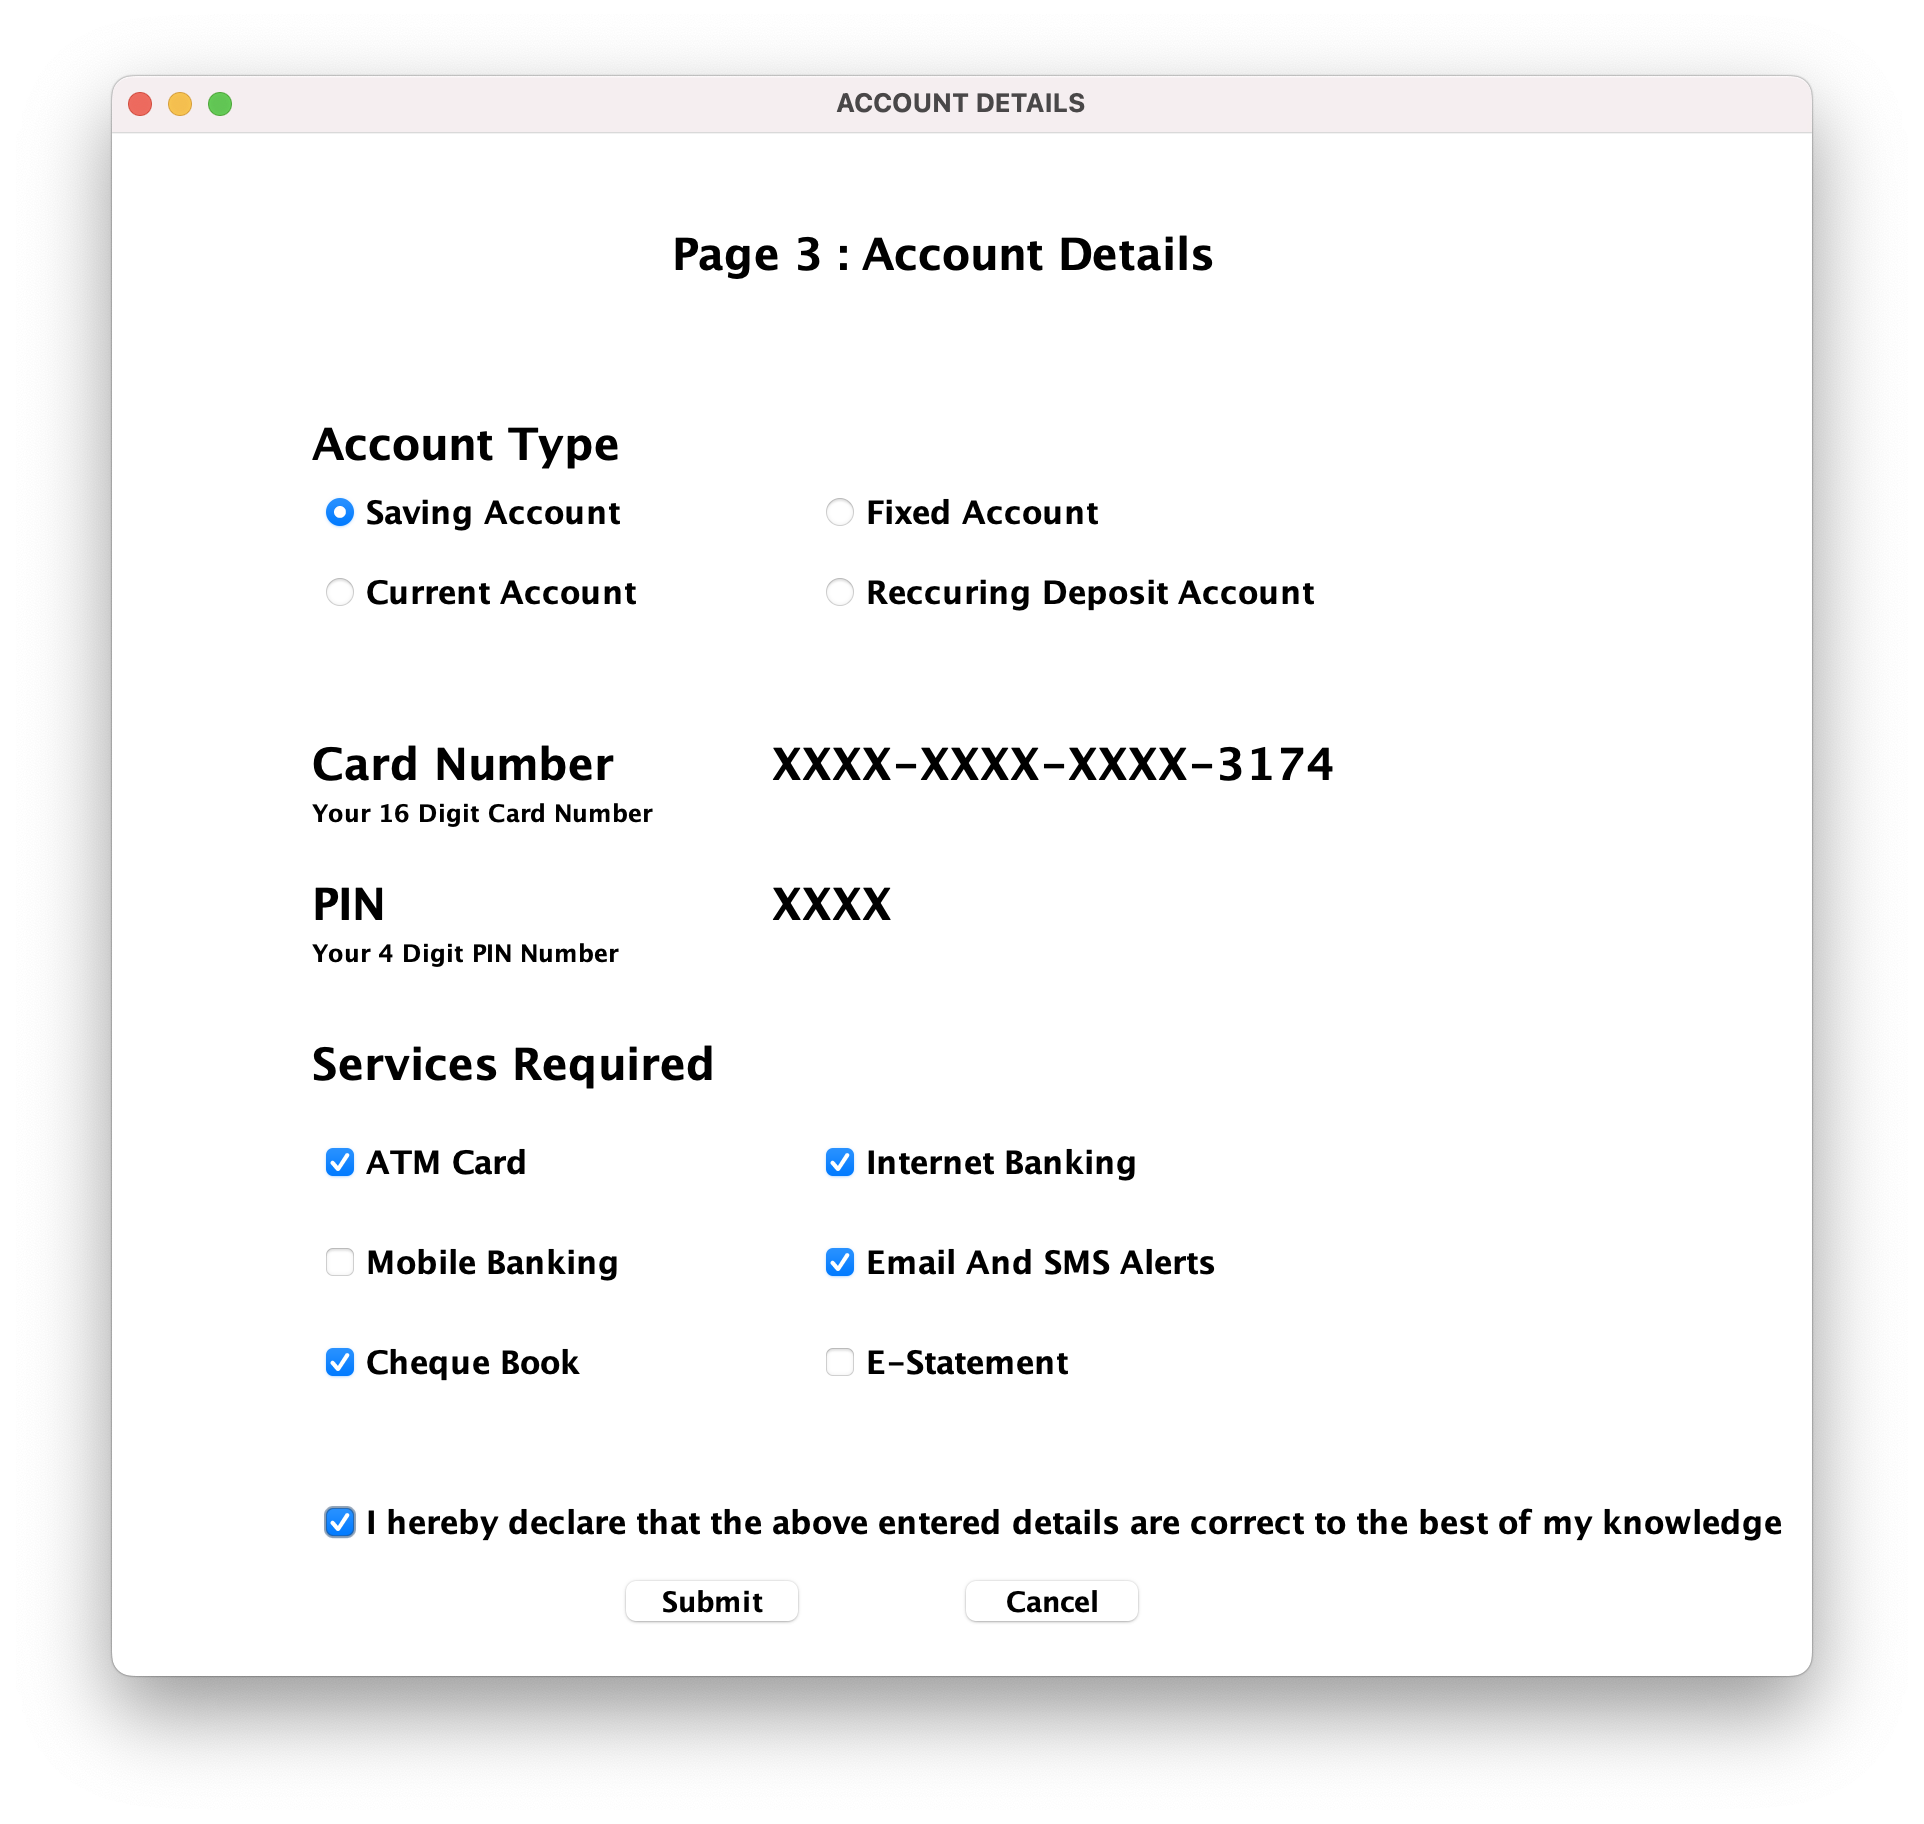 ACCOUNT DETAILS
Page 3 : Account Details
Account Type
Saving Account Fixed Account
Current Account Reccuring Deposit Account
Card Number XXXX-XXXX-XXXX-3174
Your 16 Digit Card Number
PIN XXXX
Your 4 Digit PIN Number
Services Required
ATM Card Internet Banking
Mobile Banking Email And SMS Alerts
Cheque Book E-Statement
I hereby declare that the above entered details are correct to the best of my knowledge
Submit Cancel